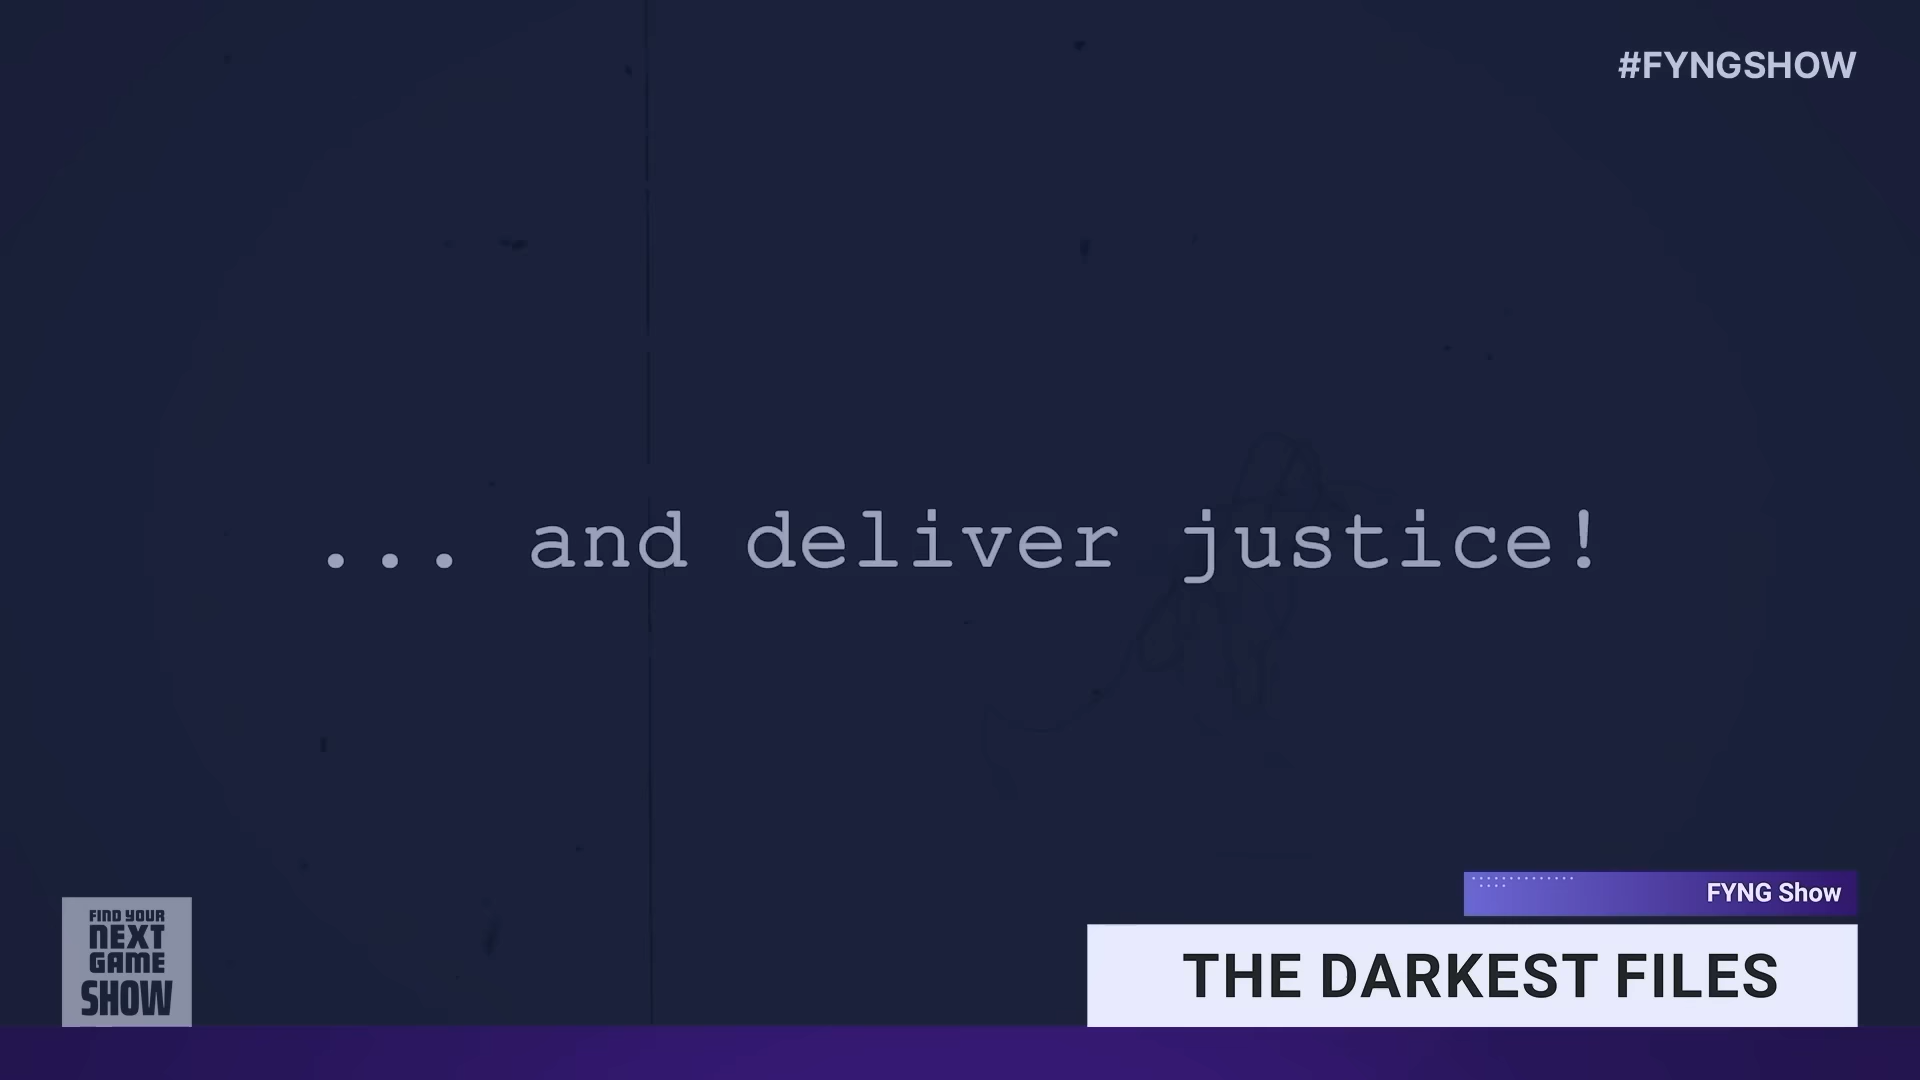 #FYNGSHOW
... and deliver justice!
FYNG Show
THE DARKEST FILES
FIND YOUR
NEXT
GAME
SHOW